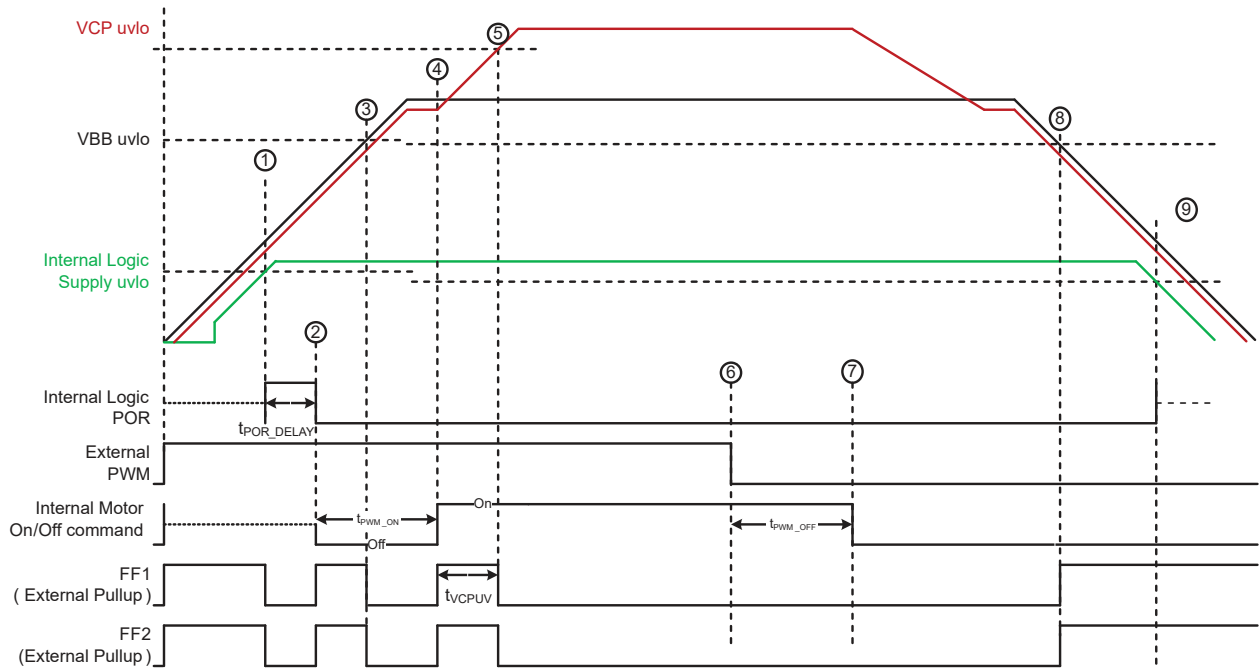 VCP uvlo
⑤
④
③
VBB uvlo
⑧
①
⑨
Internal Logic
Supply uvlo
②
⑥
⑦
Internal Logic
POR
tPOR_DELAY
External
PWM
Internal Motor
On/Off command
On
tPWM_ON
tPWM_OFF
Off
FF1
( External Pullup )
tVCPUV
FF2
(External Pullup )